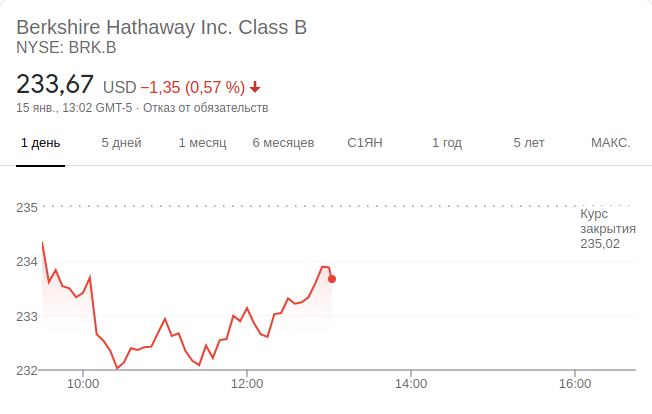 Berkshire Hathaway Inc. Class B
NYSE: BRK.B
233,67 USD −1,35 (0,57 %)
15 янв., 13:02 GMT-5 · Отказ от обязательств
1 день 5 дней 1 месяц 6 месяцев С1ЯН 1 год 5 лет МАКС.
235
Курс
закрытия
235,02
234
233
232
10:00 12:00 14:00 16:00